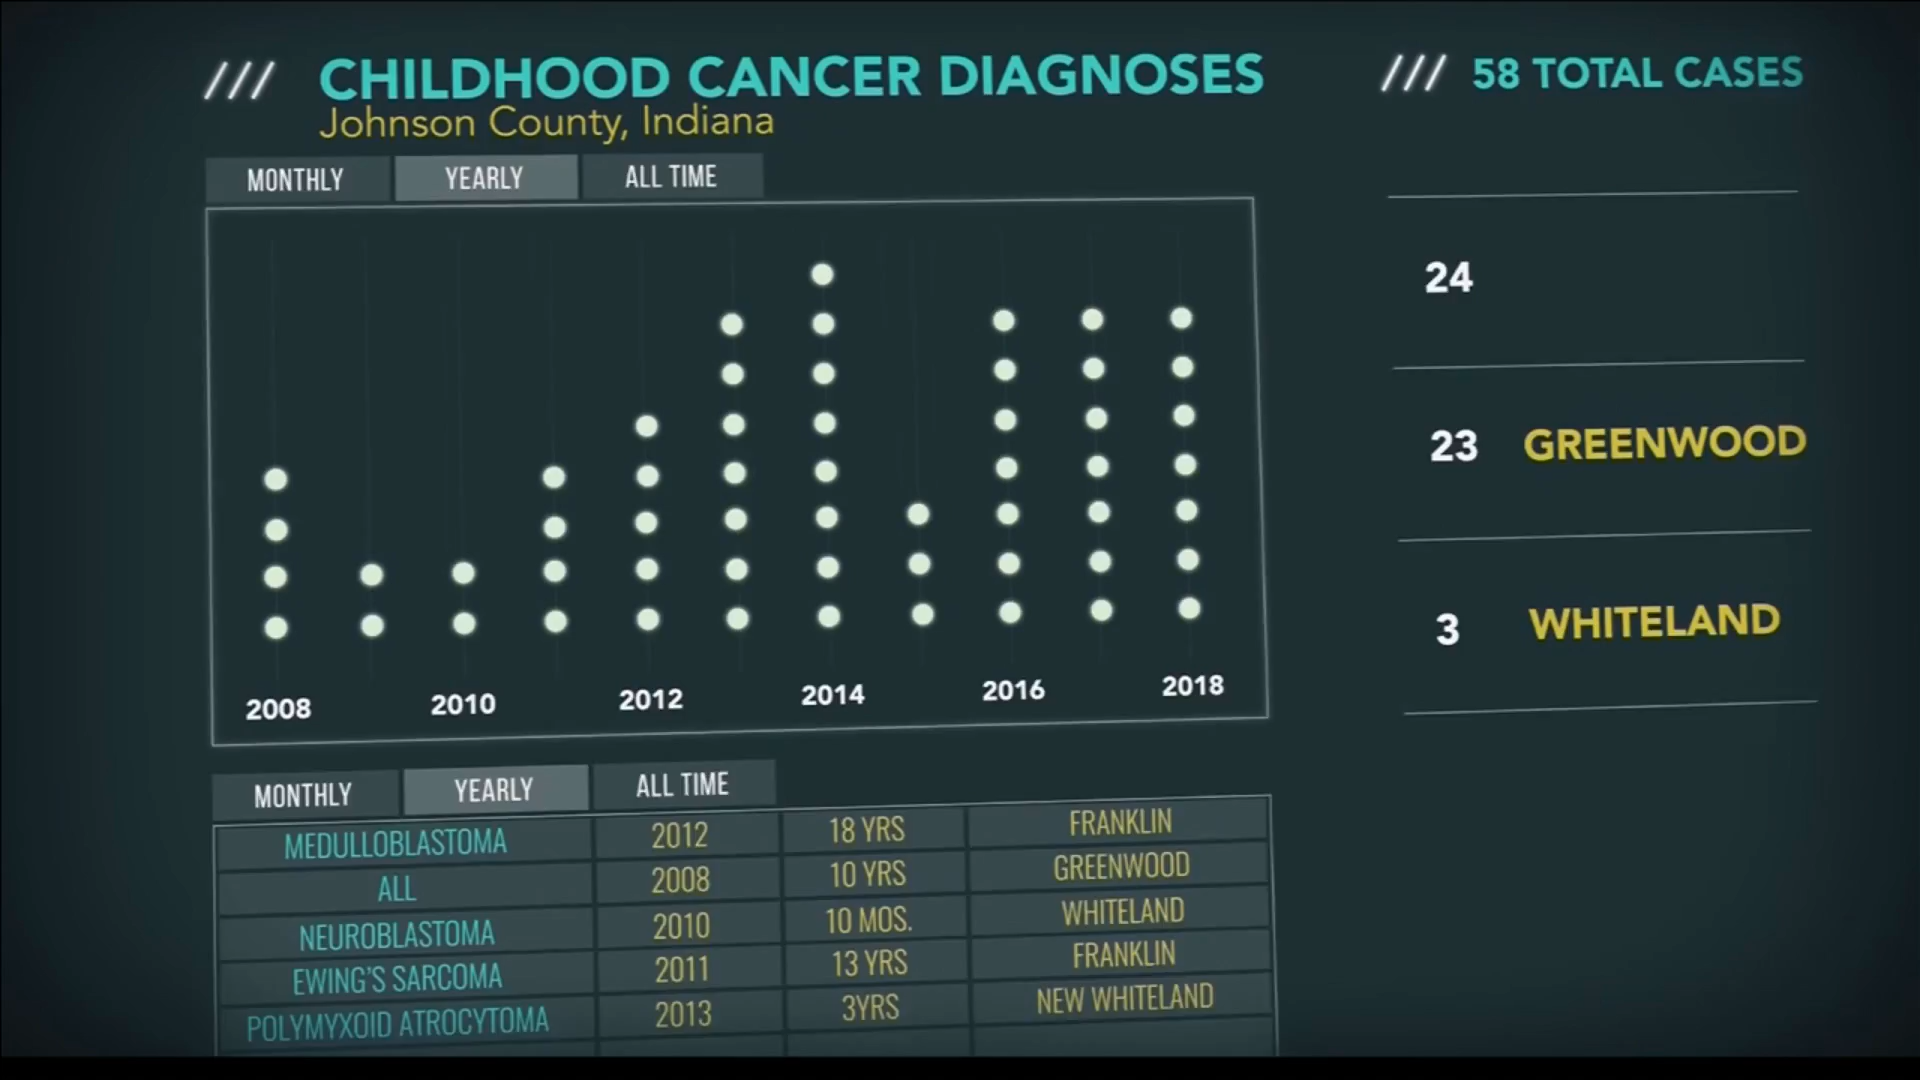 /// CHILDHOOD CANCER DIAGNOSES
Johnson County, Indiana
MONTHLY YEARLY ALL TIME
2008 2010 2012 2014 2016 2018
/// 58 TOTAL CASES
24
23 GREENWOOD
3 WHITELAND
MONTHLY YEARLY ALL TIME
MEDULLOBLASTOMA 2012 18 YRS FRANKLIN
ALL 2008 10 YRS GREENWOOD
NEUROBLASTOMA 2010 10 MOS. WHITELAND
EWING'S SARCOMA 2011 13 YRS FRANKLIN
POLYMYXOID ATROCYTOMA 2013 3YRS NEW WHITELAND